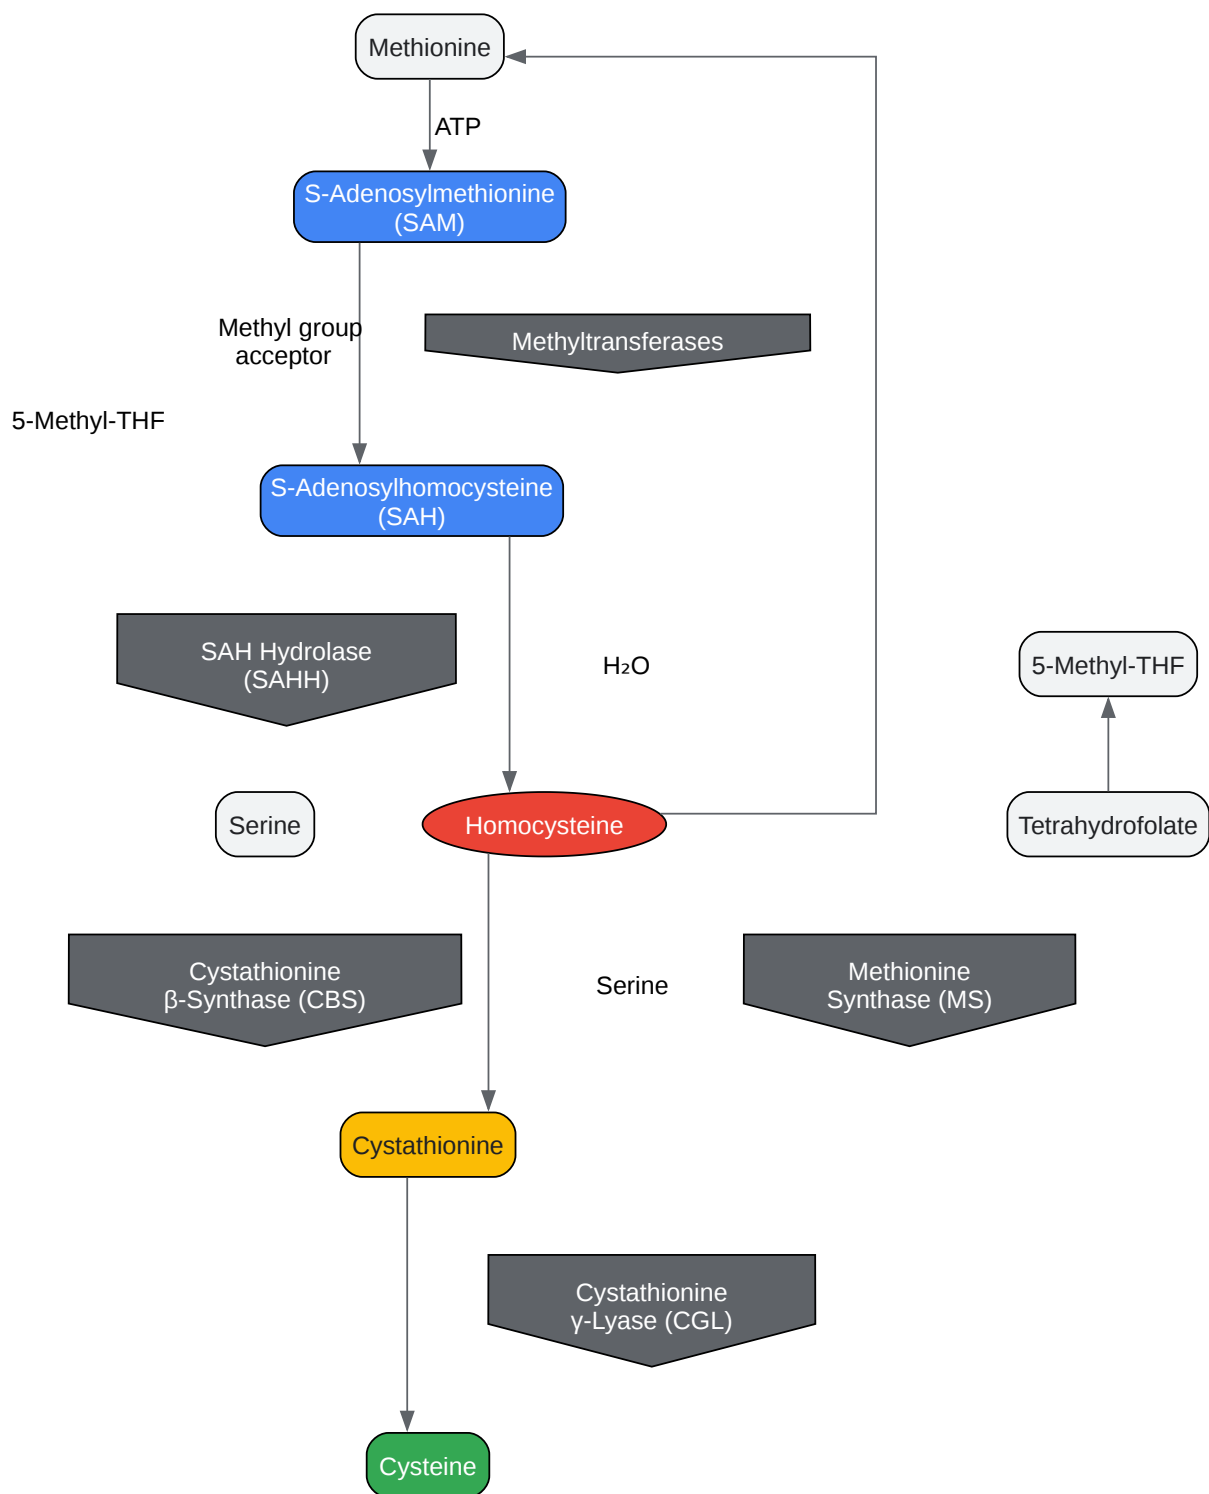 Methionine
ATP
S-Adenosylmethionine
(SAM)
Methyl group
acceptor
Methyltransferases
5-Methyl-THF
S-Adenosylhomocysteine
(SAH)
SAH Hydrolase
(SAHH)
H₂O
5-Methyl-THF
Serine
Homocysteine
Tetrahydrofolate
Cystathionine
β-Synthase (CBS)
Serine
Methionine
Synthase (MS)
Cystathionine
Cystathionine
γ-Lyase (CGL)
Cysteine